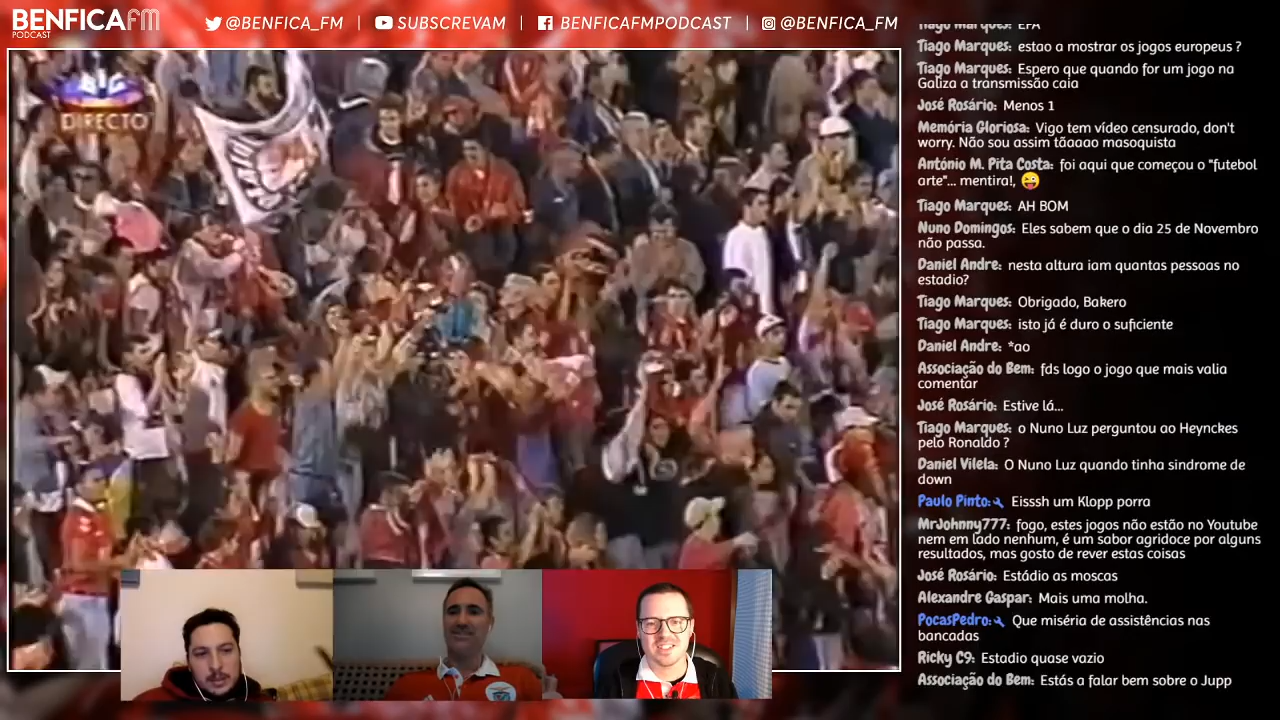 BENFICAFM
PODCAST
@BENFICA_FM | SUBSCREVAM | BENFICAFMPODCAST | @BENFICA_FM
DIRECTO
Tiago Marques: EFA
Tiago Marques: estao a mostrar os jogos europeus ?
Tiago Marques: Espero que quando for um jogo na
Galiza a transmissão caia
José Rosário: Menos 1
Memória Gloriosa: Vigo tem vídeo censurado, don't
worry. Não sou assim tãaaao masoquista
António M. Pita Costa: foi aqui que começou o "futebol
arte"... mentira!, 😜
Tiago Marques: AH BOM
Nuno Domingos: Eles sabem que o dia 25 de Novembro
não passa.
Daniel Andre: nesta altura iam quantas pessoas no
estadio?
Tiago Marques: Obrigado, Bakero
Tiago Marques: isto já é duro o suficiente
Daniel Andre: *ao
Associação do Bem: fds logo o jogo que mais valia
comentar
José Rosário: Estive lá...
Tiago Marques: o Nuno Luz perguntou ao Heynckes
pelo Ronaldo ?
Daniel Vilela: O Nuno Luz quando tinha sindrome de
down
Paulo Pinto: Eisssh um Klopp porra
MrJohnny777: fogo, estes jogos não estão no Youtube
nem em lado nenhum, é um sabor agridoce por alguns
resultados, mas gosto de rever estas coisas
José Rosário: Estádio as moscas
Alexandre Gaspar: Mais uma molha.
PocasPedro: Que miséria de assistências nas
bancadas
Ricky C9: Estadio quase vazio
Associação do Bem: Estás a falar bem sobre o Jupp